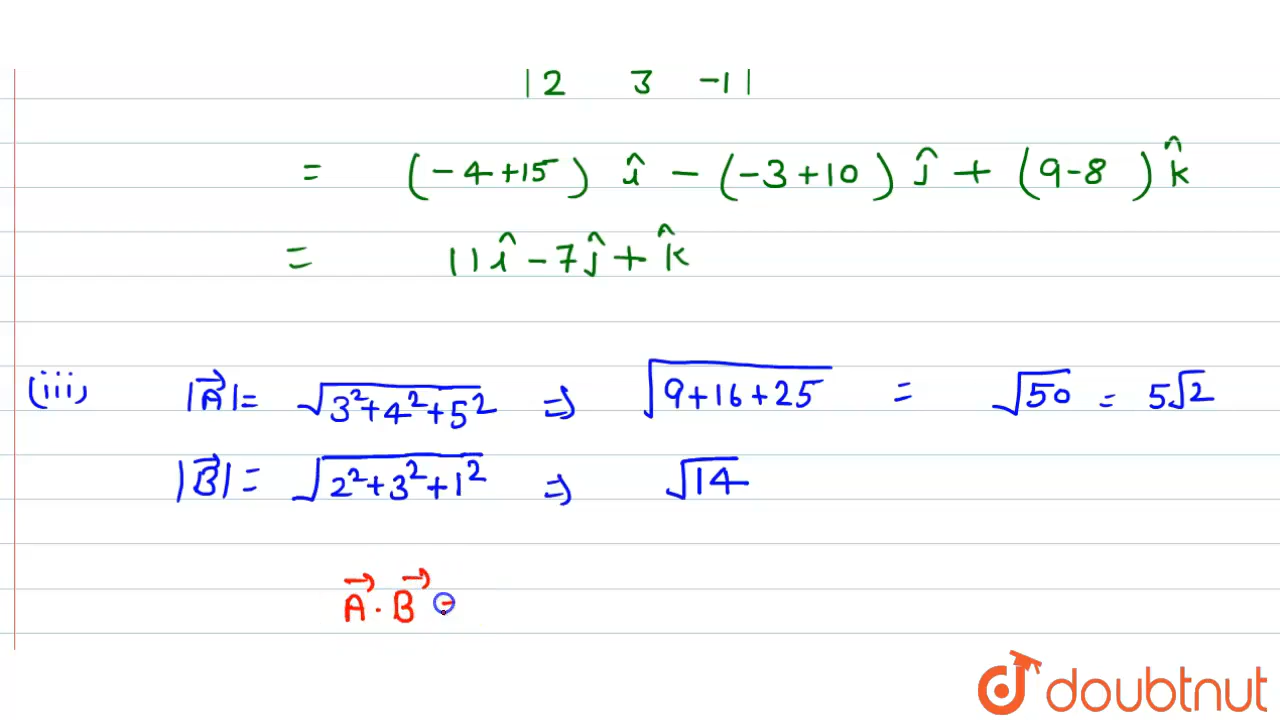 | 2 3 -1 |
= (-4+15) î - (-3+10) ĵ + (9-8) k̂
= 11î - 7ĵ + k̂
(iii) |A⃗| = √3²+4²+5² ⇒ √9+16+25 = √50 = 5√2
|B⃗| = √2²+3²+1² ⇒ √14
A⃗ . B⃗ =
doubtnut